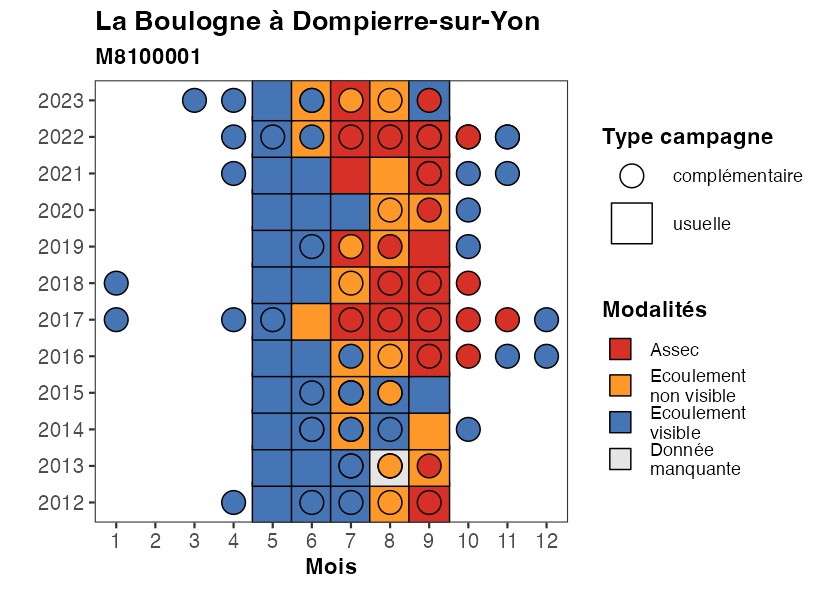 La Boulogne à Dompierre-sur-Yon
M8100001
2023
2022
2021
2020
2019
2018
2017
2016
2015
2014
2013
2012
1 2 3 4 5 6 7 8 9 10 11 12
Mois
Type campagne
complémentaire
usuelle
Modalités
Assec
Ecoulement
non visible
Ecoulement
visible
Donnée
manquante